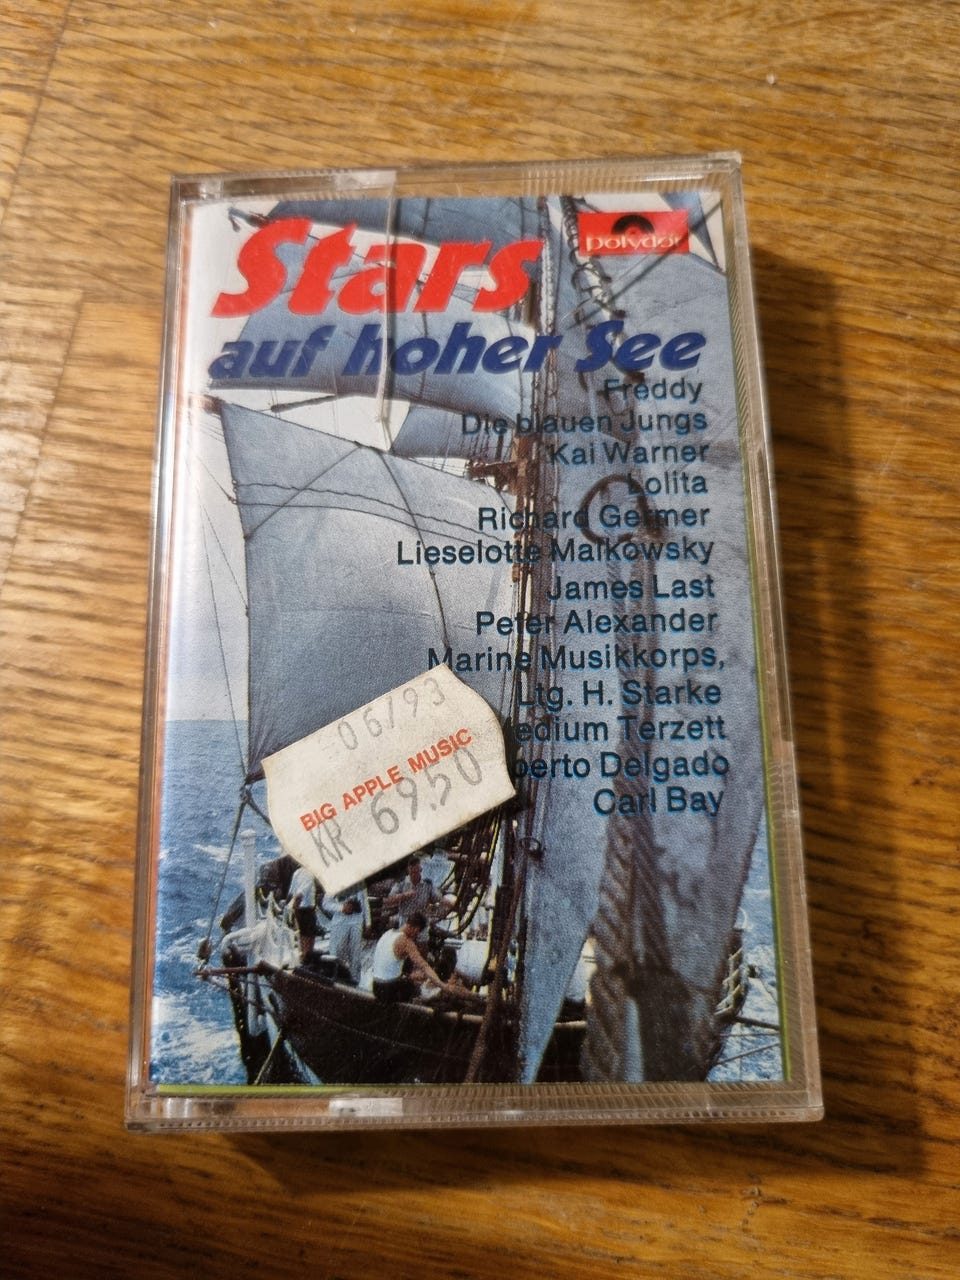 Stars
polydor
auf hoher See
Freddy
Die blauen Jungs
Kai Warner
Lolita
Richard Germer
Lieselotte Malkowsky
James Last
Peter Alexander
Marine Musikkorps,
Ltg. H. Starke
edium Terzett
berto Delgado
Carl Bay
06/93
BIG APPLE MUSIC
KR 69.50